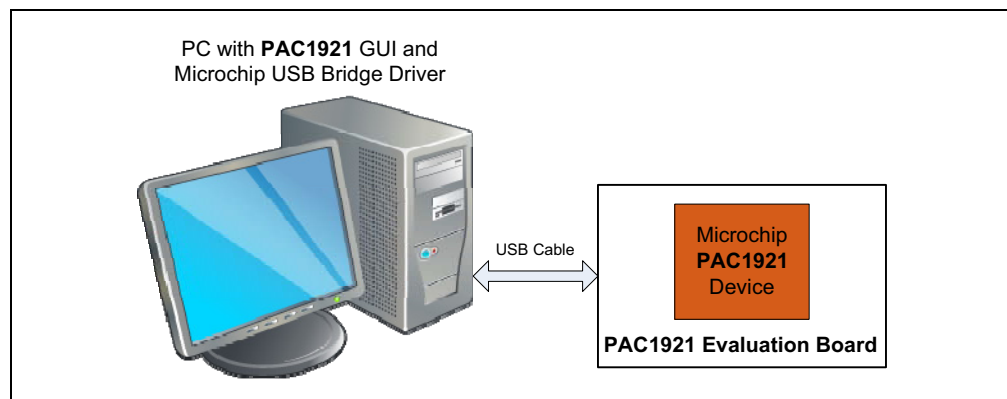 PC with PAC1921 GUI and
Microchip USB Bridge Driver
USB Cable
Microchip
PAC1921
Device
PAC1921 Evaluation Board